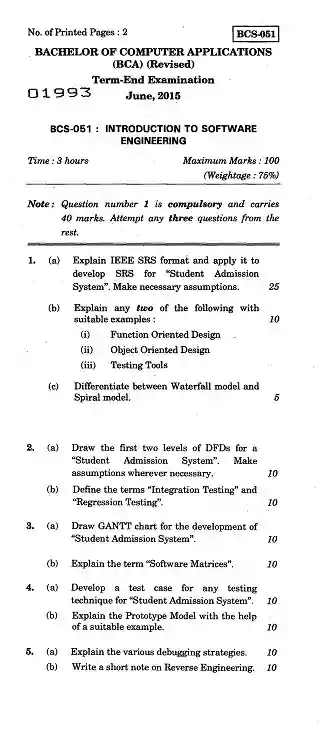 No. of Printed Pages : 2
BCS-051
BACHELOR OF COMPUTER APPLICATIONS
(BCA) (Revised)
Term-End Examination
01993
June, 2015
BCS-051 : INTRODUCTION TO SOFTWARE
ENGINEERING
Time : 3 hours Maximum Marks : 100
(Weightage : 75%)
Note : Question number 1 is compulsory and carries
40 marks. Attempt any three questions from the
rest.
1. (a) Explain IEEE SRS format and apply it to
develop SRS for "Student Admission
System". Make necessary assumptions. 25
(b) Explain any two of the following with
suitable examples : 10
(i) Function Oriented Design
(ii) Object Oriented Design
(iii) Testing Tools
(c) Differentiate between Waterfall model and
Spiral model. 5
2. (a) Draw the first two levels of DFDs for a
"Student Admission System". Make
assumptions wherever necessary. 10
(b) Define the terms "Integration Testing" and
"Regression Testing". 10
3. (a) Draw GANTT chart for the development of
"Student Admission System". 10
(b) Explain the term "Software Matrices". 10
4. (a) Develop a test case for any testing
technique for "Student Admission System". 10
(b) Explain the Prototype Model with the help
of a suitable example. 10
5. (a) Explain the various debugging strategies. 10
(b) Write a short note on Reverse Engineering. 10